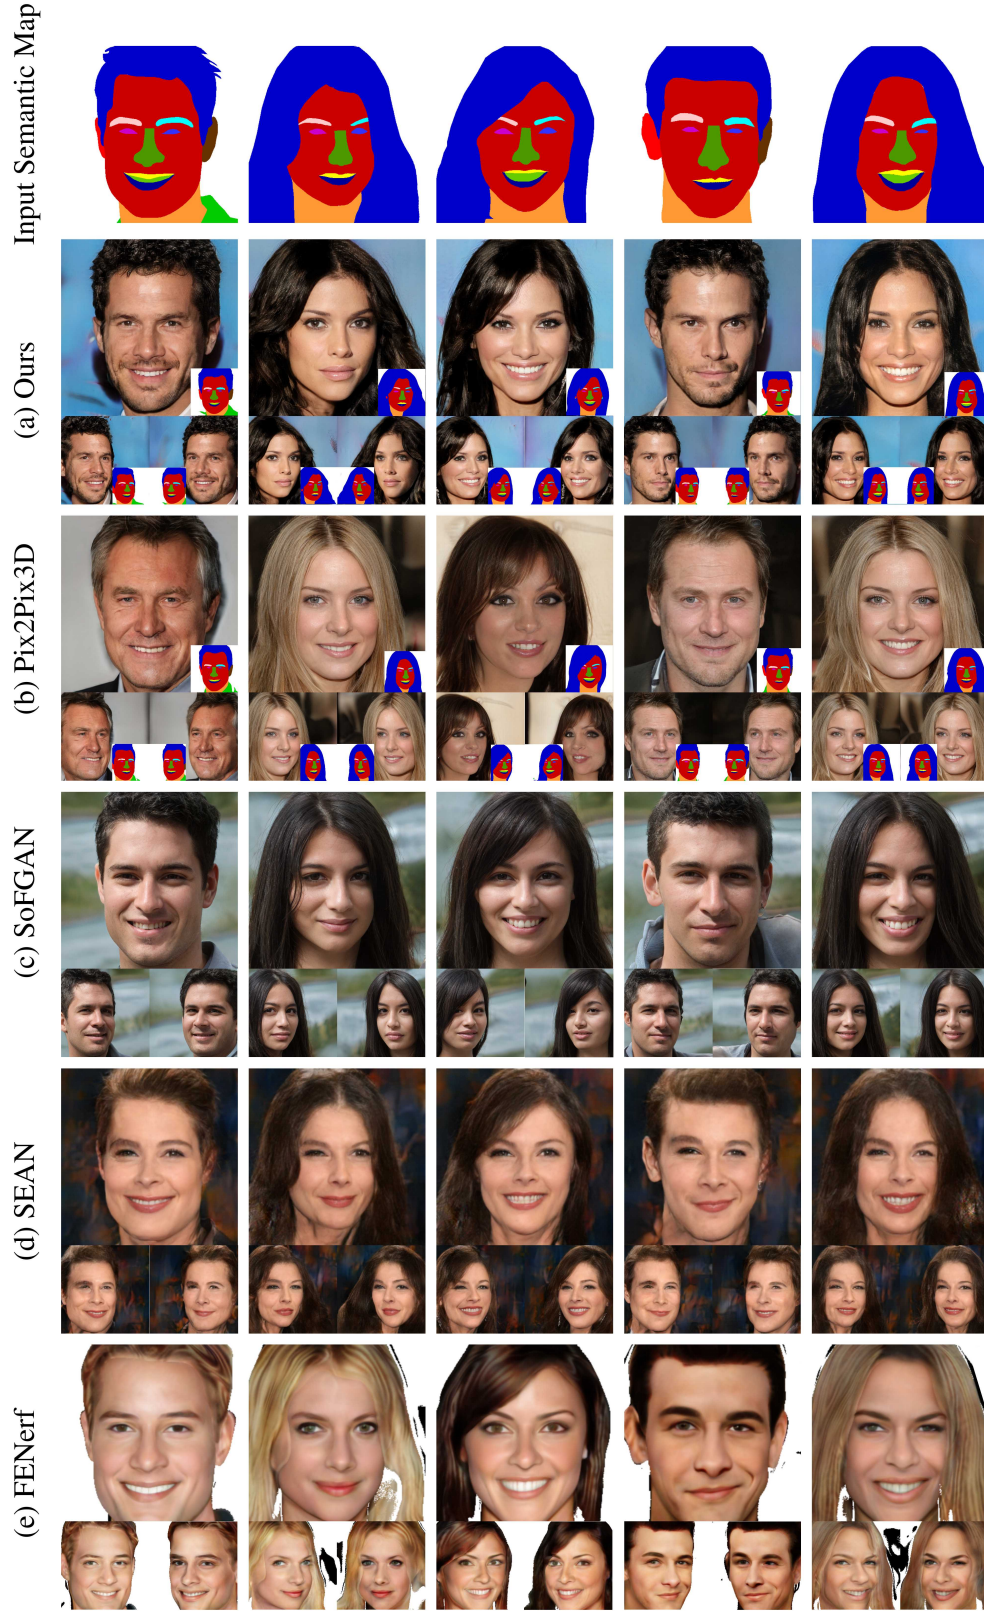 Input Semantic Map
(a) Ours
(b) Pix2Pix3D
(c) SoFGAN
(d) SEAN
(e) FENerf